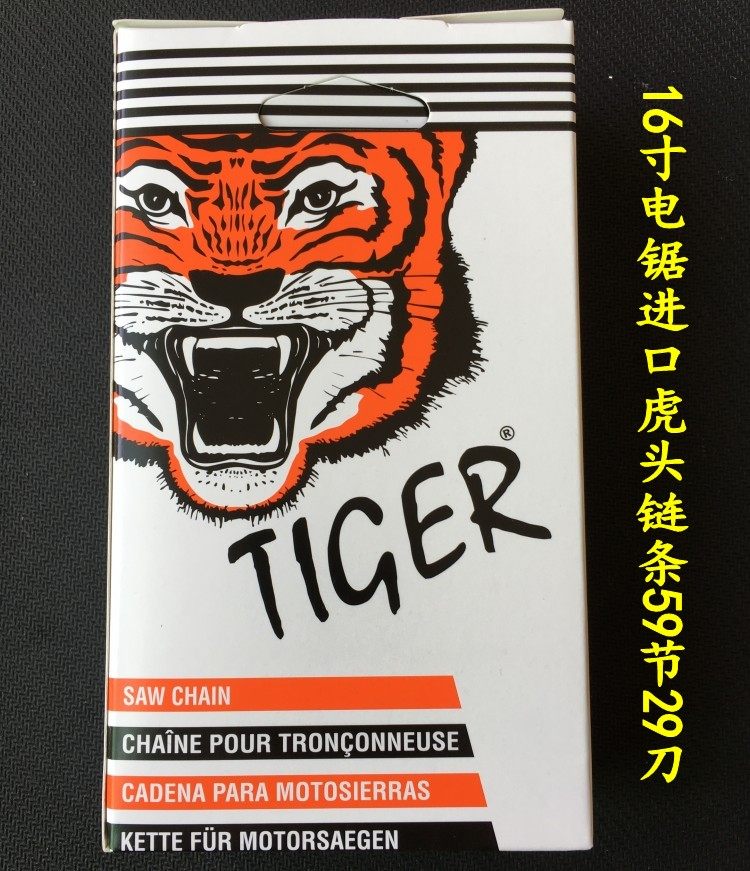 TIGER®
SAW CHAIN
CHAÎNE POUR TRONÇONNEUSE
CADENA PARA MOTOSIERRAS
KETTE FÜR MOTORSAEGEN
16寸电锯进口虎头链条59节29刀